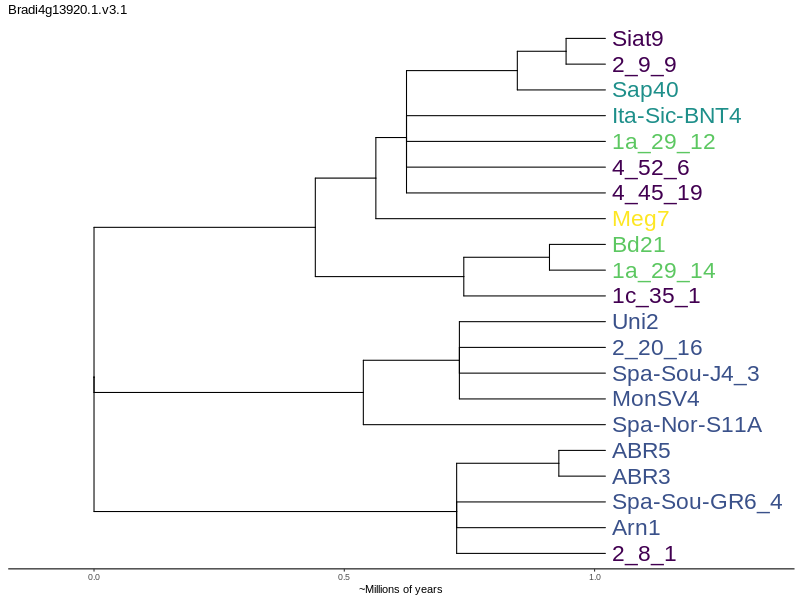 Bradi4g13920.1.v3.1
Siat9
2_9_9
Sap40
Ita-Sic-BNT4
1a_29_12
4_52_6
4_45_19
Meg7
Bd21
1a_29_14
1c_35_1
Uni2
2_20_16
Spa-Sou-J4_3
MonSV4
Spa-Nor-S11A
ABR5
ABR3
Spa-Sou-GR6_4
Arn1
2_8_1
0.0 0.5 1.0
~Millions of years